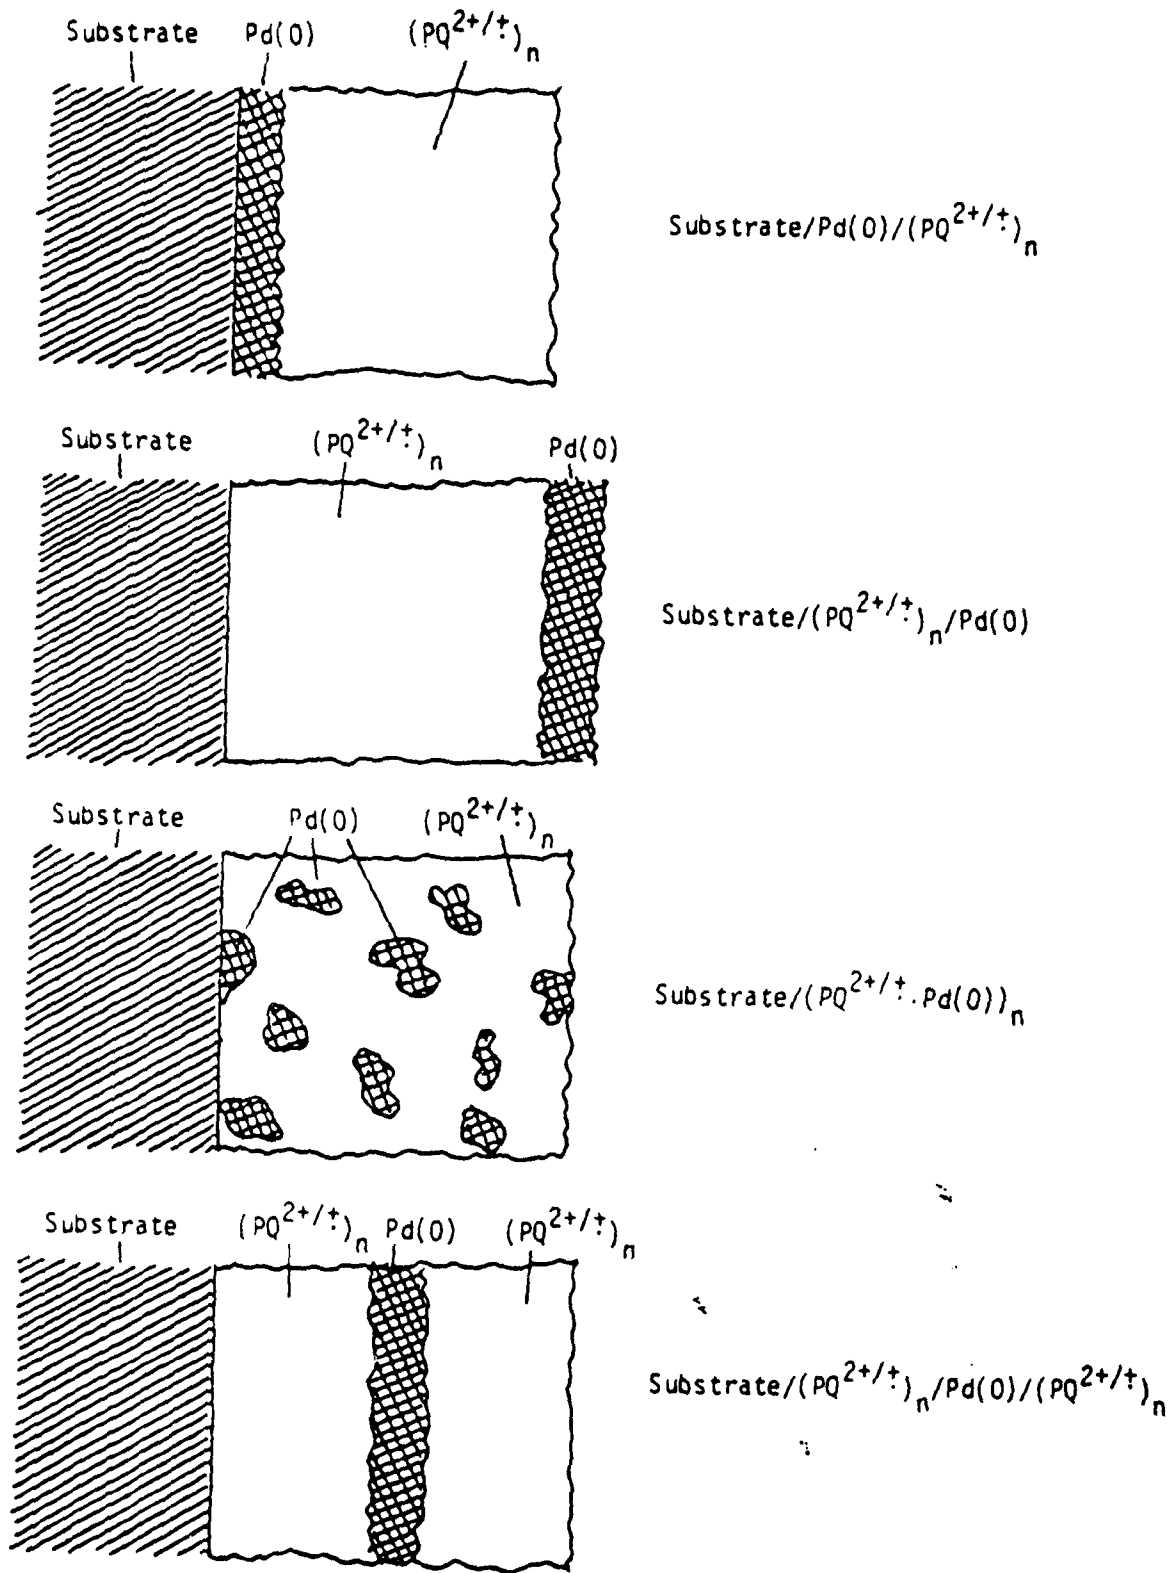 Substrate Pd(0) (PQ²⁺/⁺·)ₙ
Substrate/Pd(0)/(PQ²⁺/⁺·)ₙ
Substrate (PQ²⁺/⁺·)ₙ Pd(0)
Substrate/(PQ²⁺/⁺·)ₙ/Pd(0)
Substrate Pd(0) (PQ²⁺/⁺·)ₙ
Substrate/(PQ²⁺/⁺·.Pd(0))ₙ
Substrate (PQ²⁺/⁺·)ₙ Pd(0) (PQ²⁺/⁺·)ₙ
Substrate/(PQ²⁺/⁺·)ₙ/Pd(0)/(PQ²⁺/⁺·)ₙ